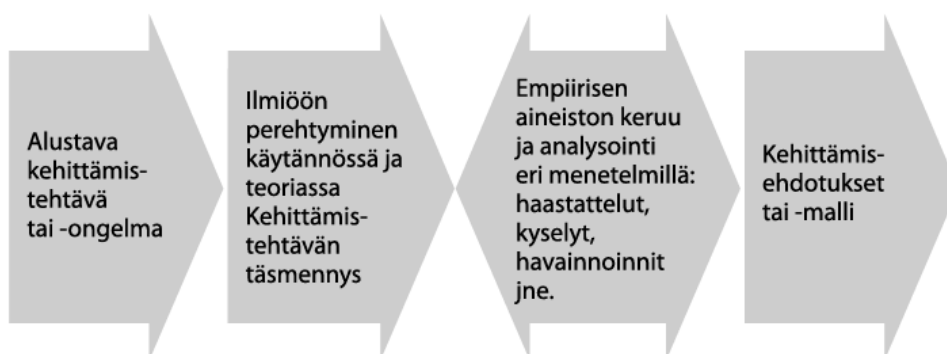 Alustava
kehittämis-
tehtävä
tai -ongelma
Ilmiöön
perehtyminen
käytännössä ja
teoriassa
Kehittämis-
tehtävän
täsmennys
Empiirisen
aineiston keruu
ja analysointi
eri menetelmillä:
haastattelut,
kyselyt,
havainnoinnit
jne.
Kehittämis-
ehdotukset
tai -malli